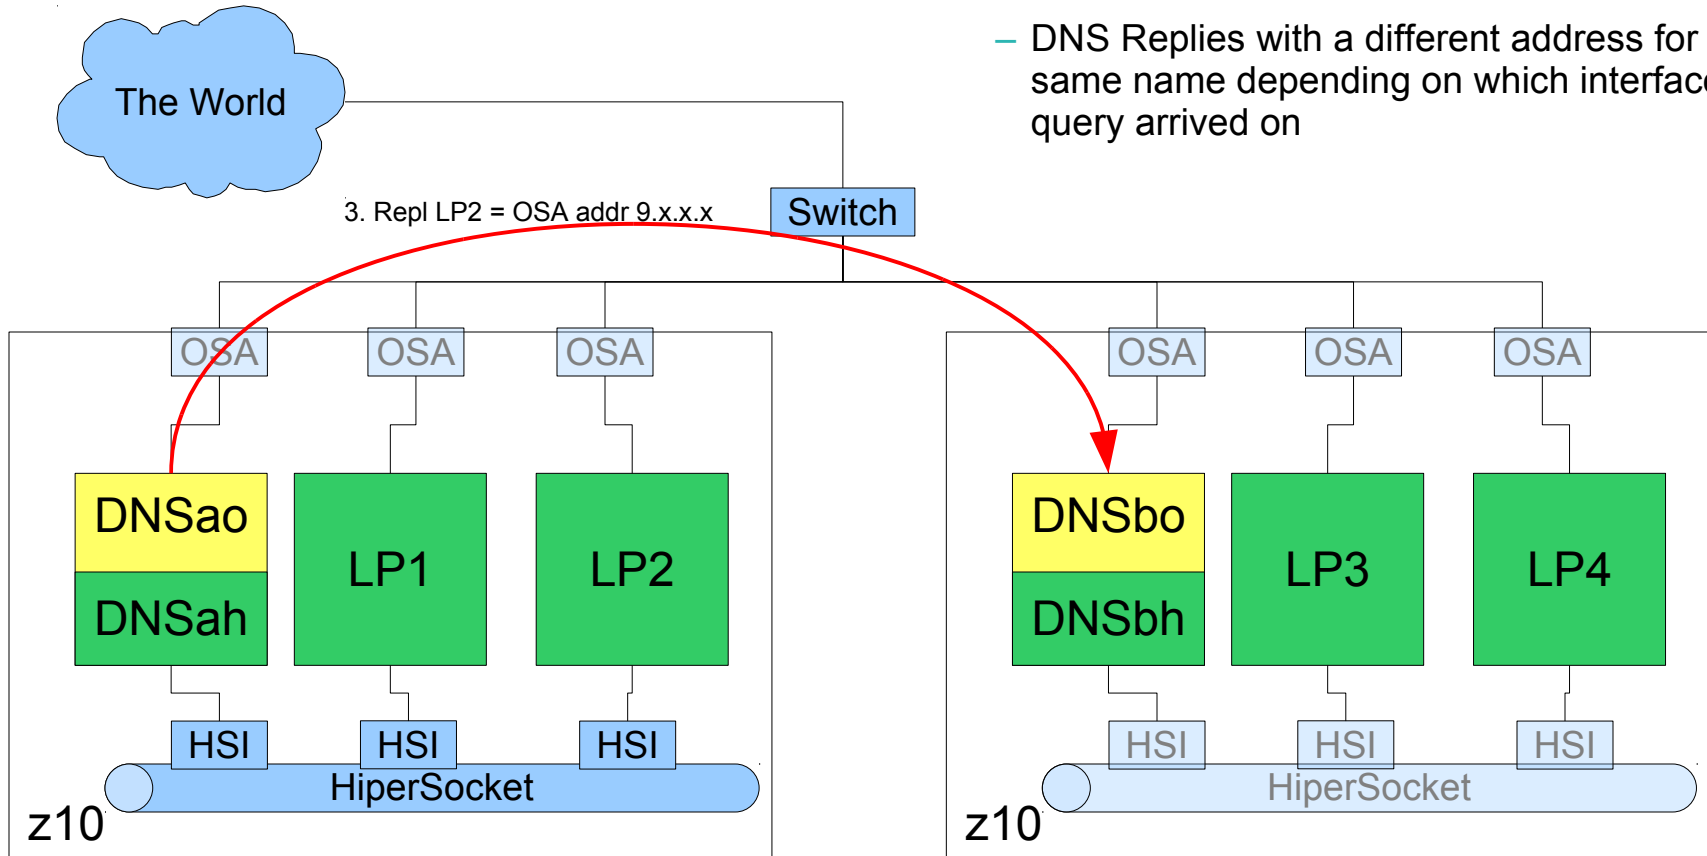 – DNS Replies with a different address for
same name depending on which interface
query arrived on
The World
3. Repl LP2 = OSA addr 9.x.x.x
Switch
OSA
OSA
OSA
OSA
OSA
OSA
DNSao
DNSah
LP1
LP2
DNSbo
DNSbh
LP3
LP4
HSI
HSI
HSI
HSI
HSI
HSI
HiperSocket
HiperSocket
z10
z10